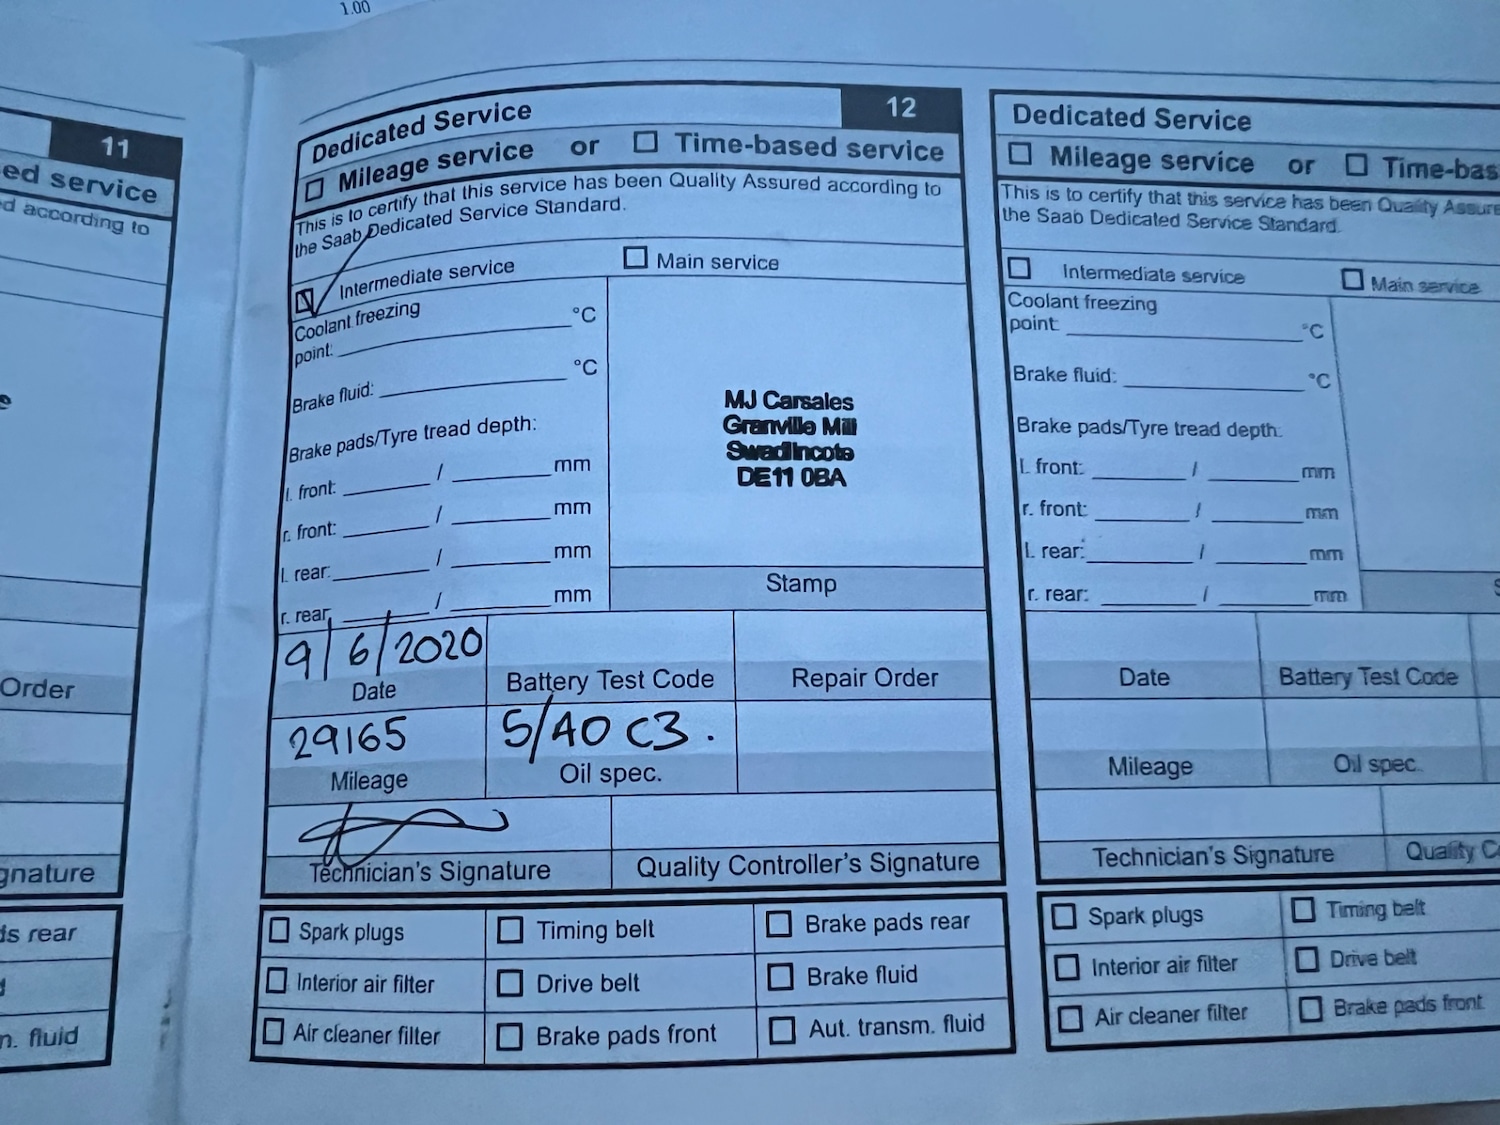 1.00
11
ed service
d according to
Order
gnature
ds rear
n. fluid
Dedicated Service 12
Mileage service or Time-based service
This is to certify that this service has been Quality Assured according to
the Saab Dedicated Service Standard.
Intermediate service Main service
Coolant freezing
point: °C
Brake fluid: °C
Brake pads/Tyre tread depth:
l. front: / mm
r. front: / mm
l. rear: / mm
r. rear / mm
MJ Carsales
Granville Mill
Swadlincote
DE11 0BA
Stamp
9/6/2020
Date Battery Test Code Repair Order
29165 5/40 C3.
Mileage Oil spec.
Technician's Signature Quality Controller's Signature
Spark plugs Timing belt Brake pads rear
Interior air filter Drive belt Brake fluid
Air cleaner filter Brake pads front Aut. transm. fluid
Dedicated Service
Mileage service or Time-bas
This is to certify that this service has been Quality Assure
the Saab Dedicated Service Standard.
Intermediate service Main service
Coolant freezing
point: °C
Brake fluid: °C
Brake pads/Tyre tread depth:
l. front: / mm
r. front: / mm
l. rear: / mm
r. rear: / mm
Date Battery Test Code
Mileage Oil spec.
Technician's Signature Quality C
Spark plugs Timing belt
Interior air filter Drive belt
Air cleaner filter Brake pads front